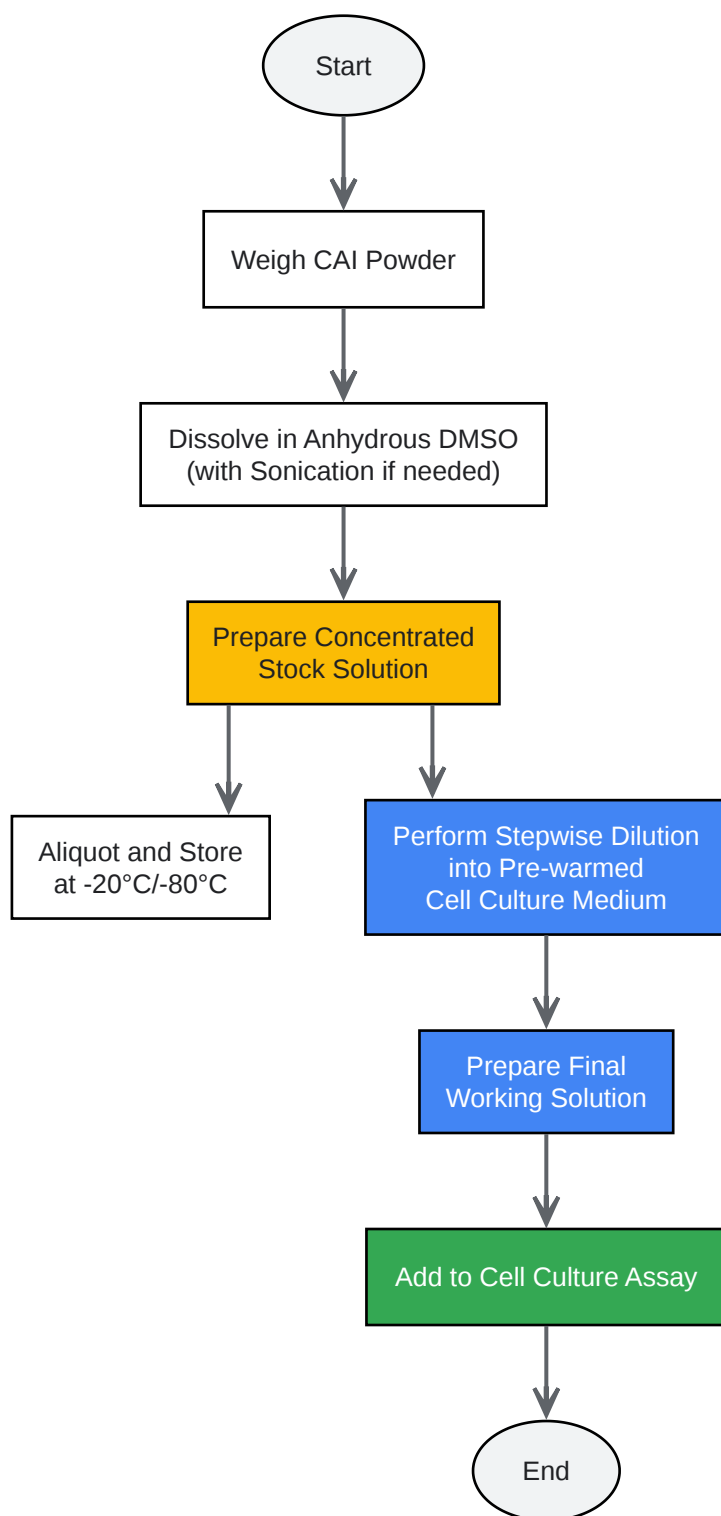 Start
Weigh CAI Powder
Dissolve in Anhydrous DMSO
(with Sonication if needed)
Prepare Concentrated
Stock Solution
Aliquot and Store
at -20°C/-80°C
Perform Stepwise Dilution
into Pre-warmed
Cell Culture Medium
Prepare Final
Working Solution
Add to Cell Culture Assay
End